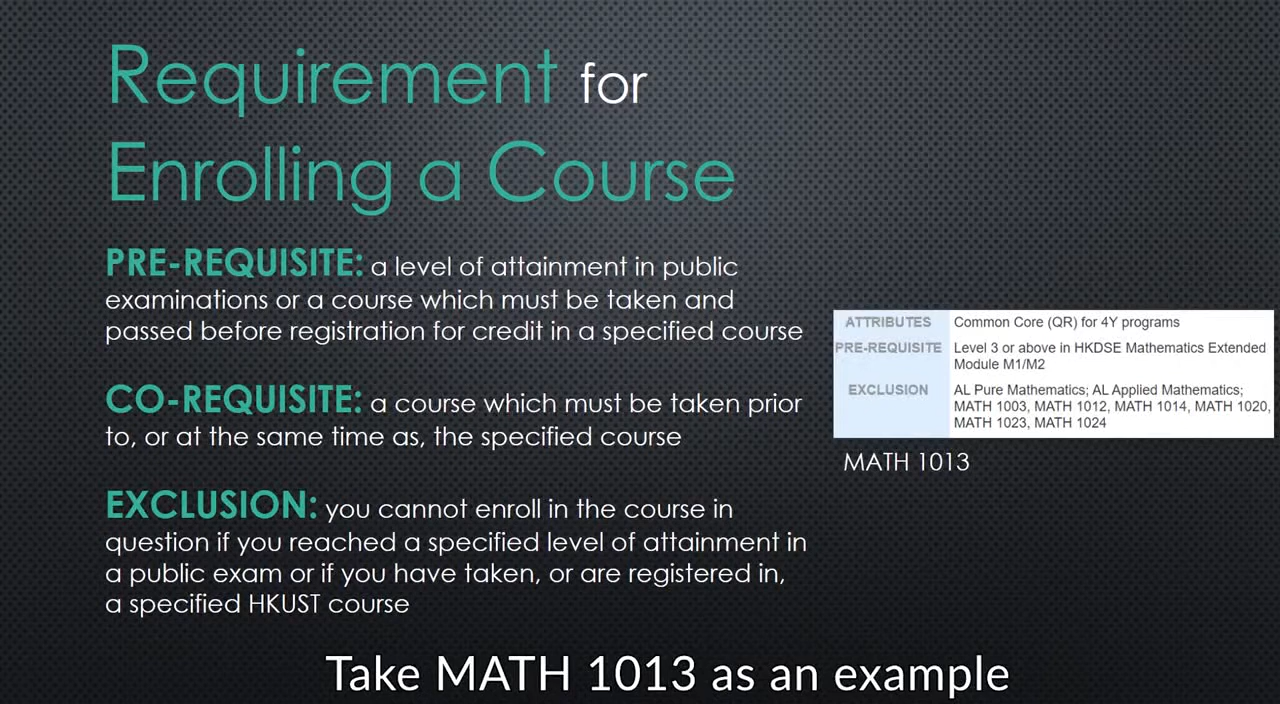 Requirement for
Enrolling a Course
PRE-REQUISITE: a level of attainment in public
examinations or a course which must be taken and
passed before registration for credit in a specified course
CO-REQUISITE: a course which must be taken prior
to, or at the same time as, the specified course
EXCLUSION: you cannot enroll in the course in
question if you reached a specified level of attainment in
a public exam or if you have taken, or are registered in,
a specified HKUST course
ATTRIBUTES Common Core (QR) for 4Y programs
PRE-REQUISITE Level 3 or above in HKDSE Mathematics Extended
Module M1/M2
EXCLUSION AL Pure Mathematics; AL Applied Mathematics;
MATH 1003, MATH 1012, MATH 1014, MATH 1020,
MATH 1023, MATH 1024
MATH 1013
Take MATH 1013 as an example